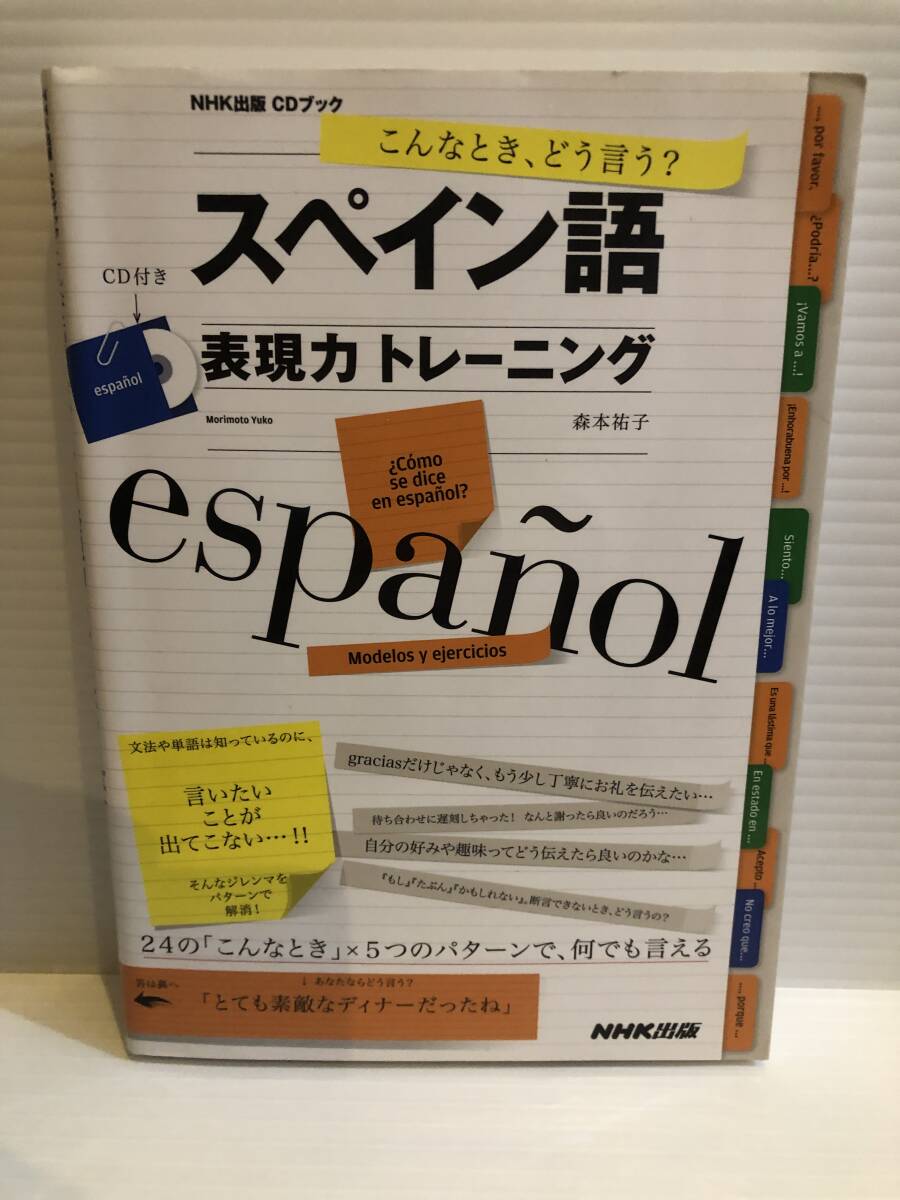 NHK出版 CDブック
こんなとき、どう言う?
スペイン語
CD付き
español
表現力 トレーニング
Morimoto Yuko
森本祐子
¿Cómo
se dice
en español?
español
Modelos y ejercicios
文法や単語は知っているのに、
言いたい
ことが
出てこない…!!
そんなジレンマを
パターンで
解消!
graciasだけじゃなく、もう少し丁寧にお礼を伝えたい…
待ち合わせに遅刻しちゃった! なんと謝ったら良いのだろう…
自分の好みや趣味ってどう伝えたら良いのかな…
『もし』『たぶん』『かもしれない』。断言できないとき、どう言うの?
24の「こんなとき」×5つのパターンで、何でも言える
答は裏へ
↓ あなたならどう言う?
「とても素敵なディナーだったね」
NHK出版
..., por favor.
¿Podría...?
¡Vamos a ...!
¡Enhorabuena por ...!
Siento...
A lo mejor...
Es una lástima que ...
En estado en ...
Acepto ...
No creo que...
... porque ...